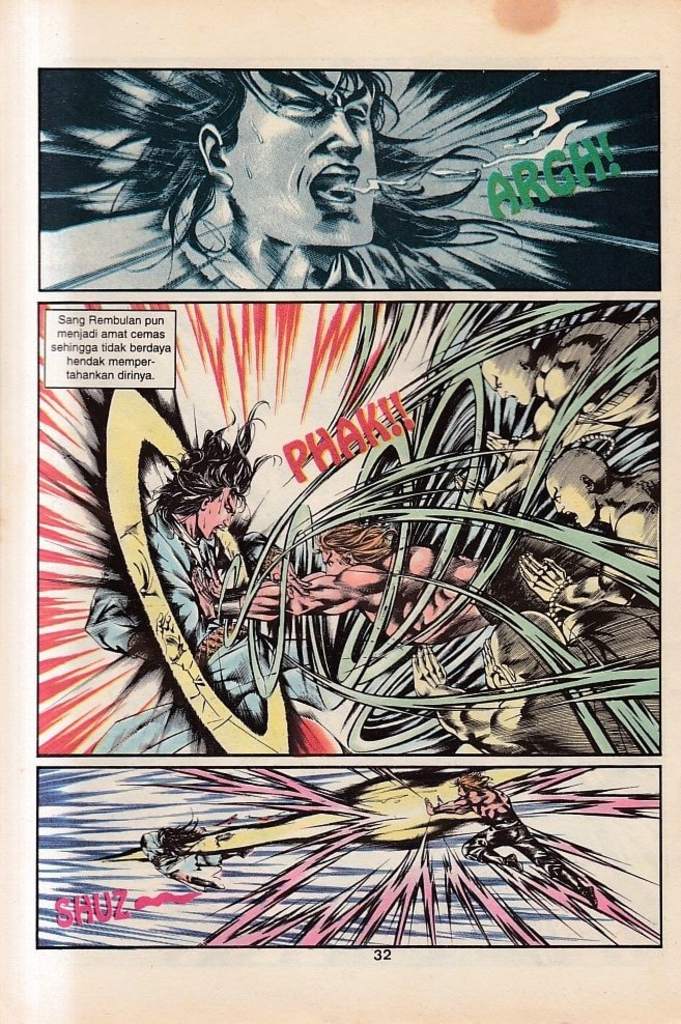 ARGH!
Sang Rembulan pun
menjadi amat cemas
sehingga tidak berdaya
hendak memper-
tahankan dirinya.
PHAK!!
SHUZ
32